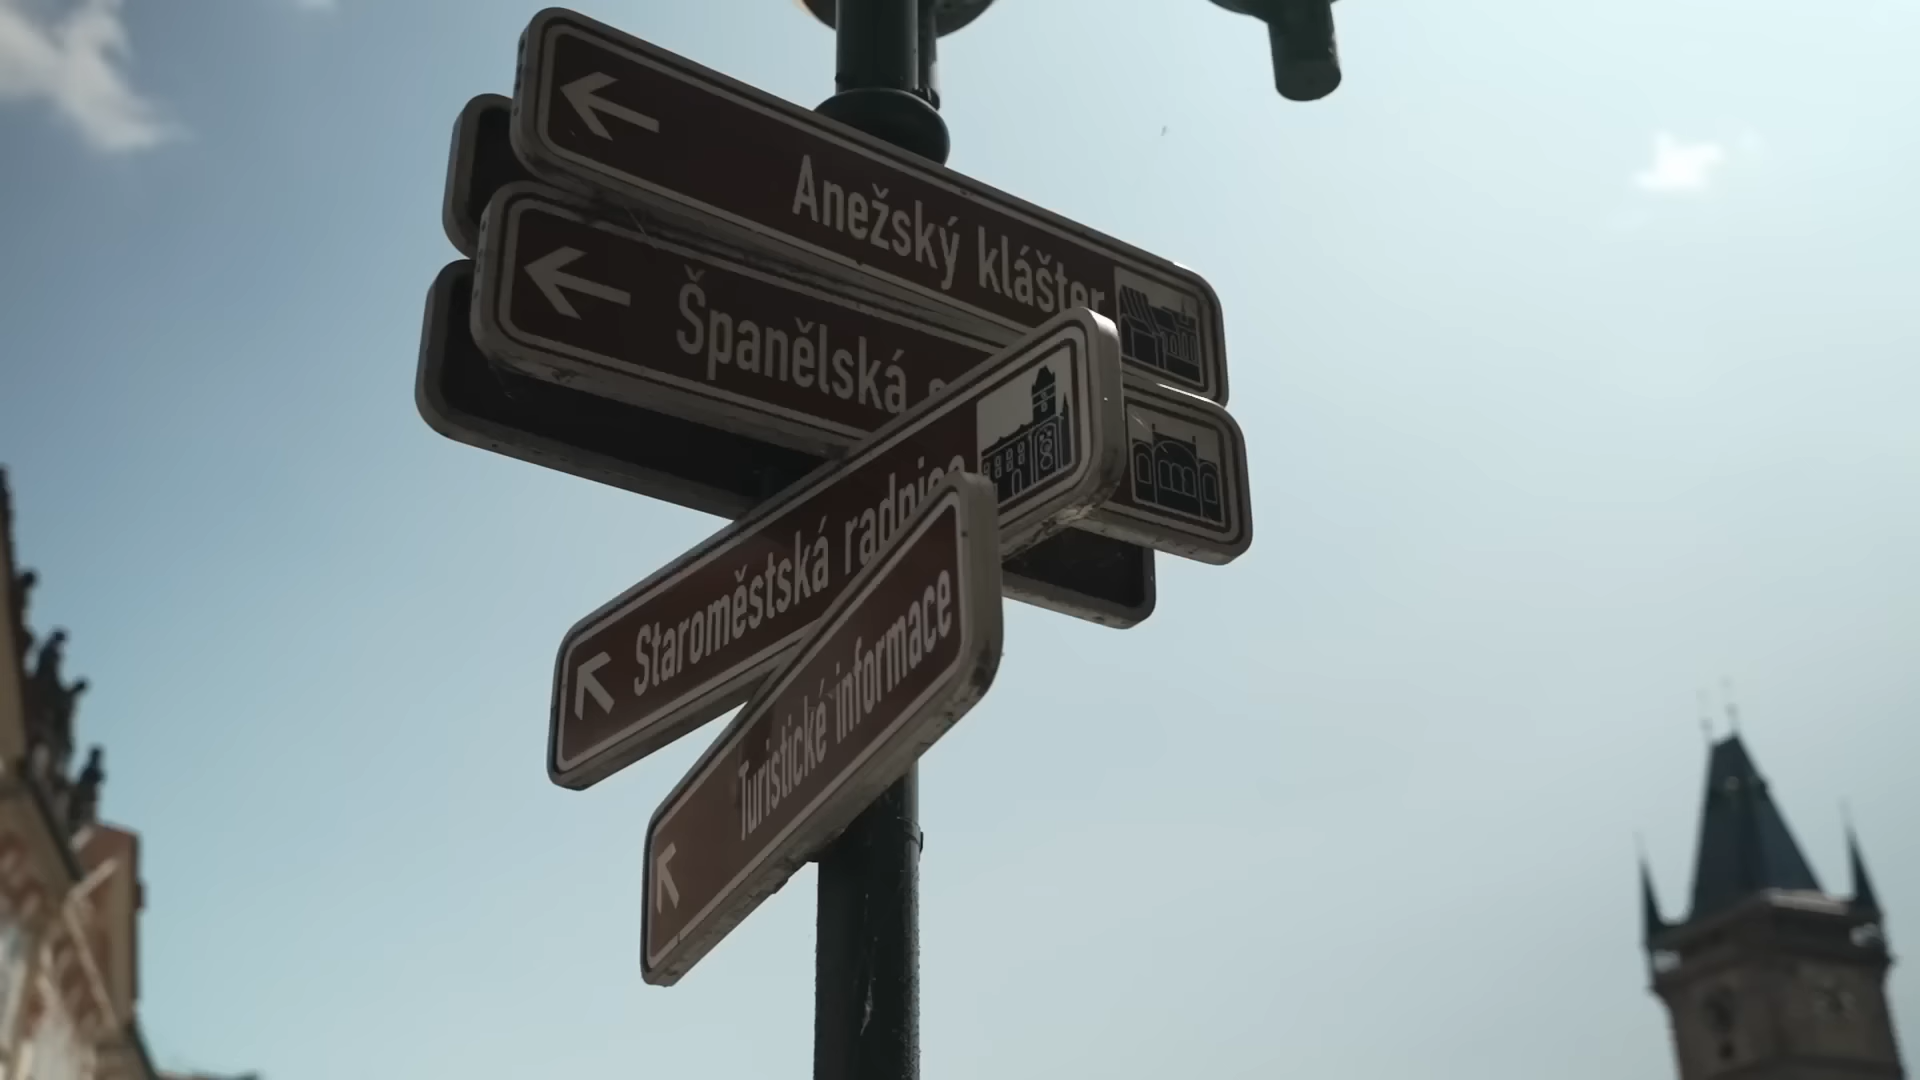 Anežský klášter
Španělská
Staroměstská radnice
Turistické informace